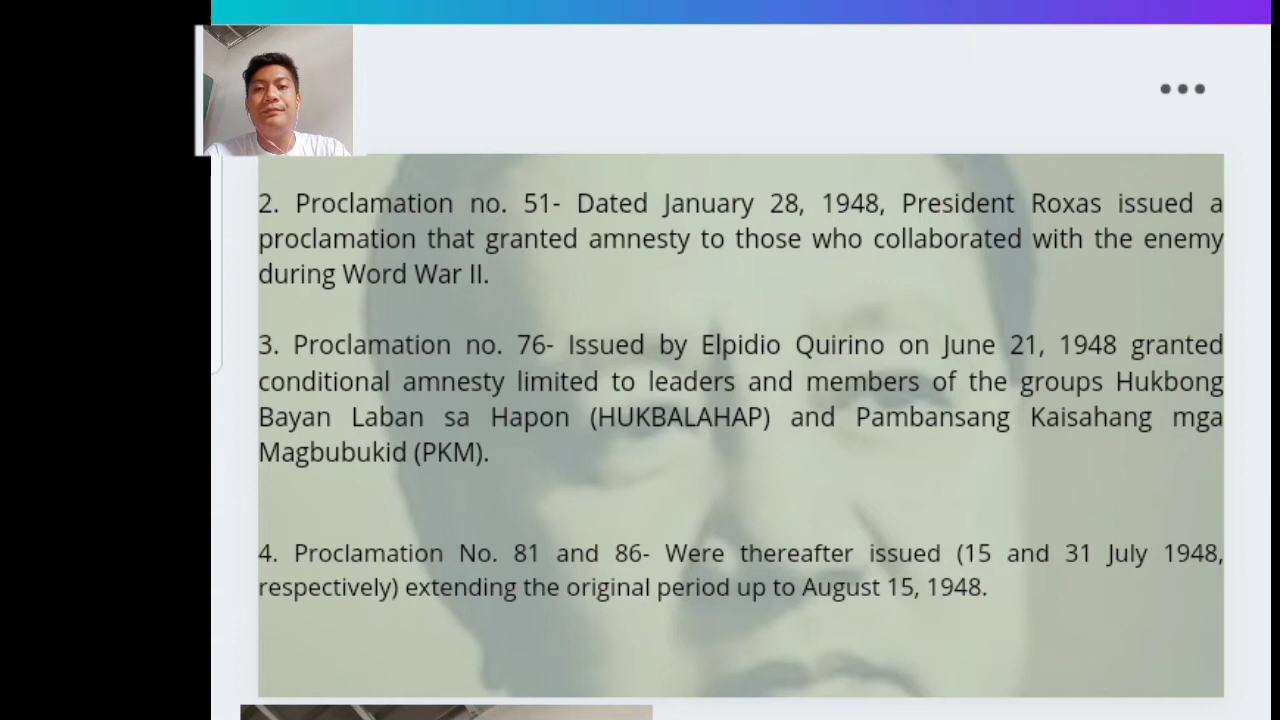 2. Proclamation no. 51- Dated January 28, 1948, President Roxas issued a
proclamation that granted amnesty to those who collaborated with the enemy
during Word War II.
3. Proclamation no. 76- Issued by Elpidio Quirino on June 21, 1948 granted
conditional amnesty limited to leaders and members of the groups Hukbong
Bayan Laban sa Hapon (HUKBALAHAP) and Pambansang Kaisahang mga
Magbubukid (PKM).
4. Proclamation No. 81 and 86- Were thereafter issued (15 and 31 July 1948,
respectively) extending the original period up to August 15, 1948.